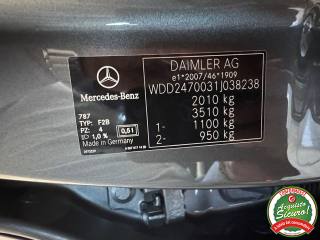 DAIMLER AG
e1*2007/46*1909
WDD2470031J038238
2010 kg
3510 kg
1- 1100 kg
2- 950 kg
Mercedes-Benz
787
TYP: F2B
PZ: 4 0,51
1,0 %
Made in Germany
Acquisto
Sicuro!